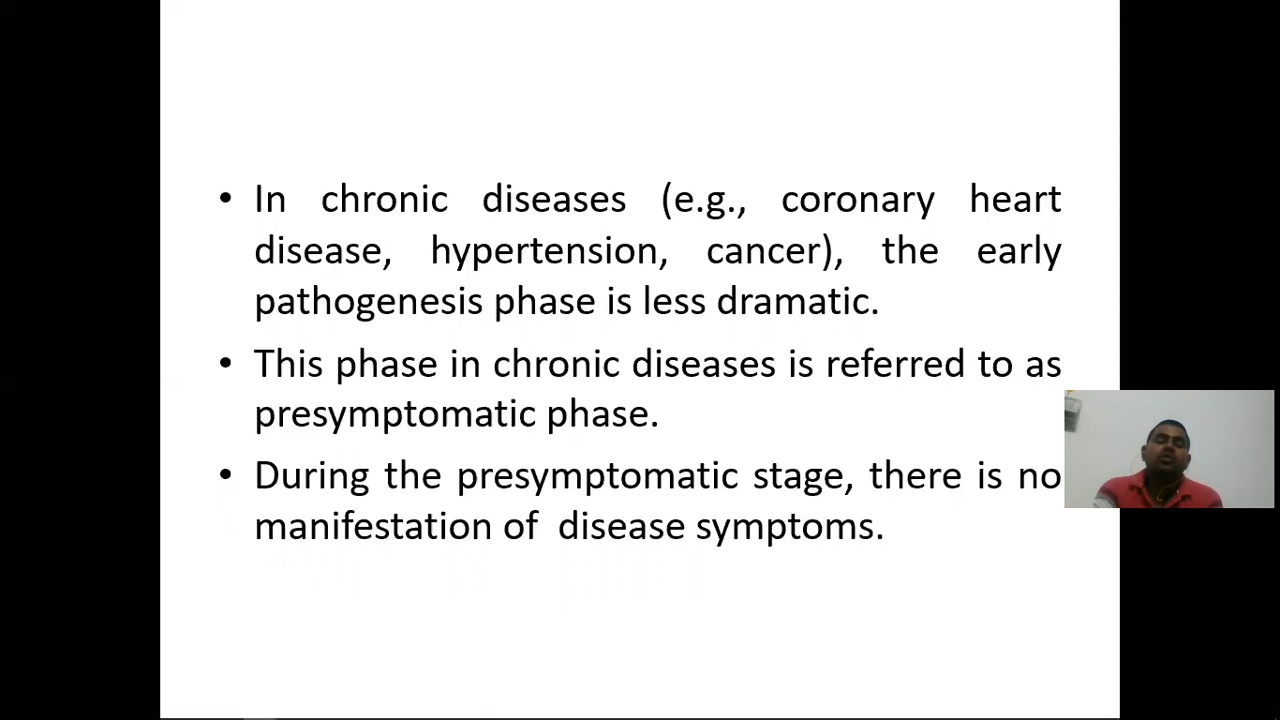 • In chronic diseases (e.g., coronary heart
disease, hypertension, cancer), the early
pathogenesis phase is less dramatic.
• This phase in chronic diseases is referred to as
presymptomatic phase.
• During the presymptomatic stage, there is no
manifestation of  disease symptoms.